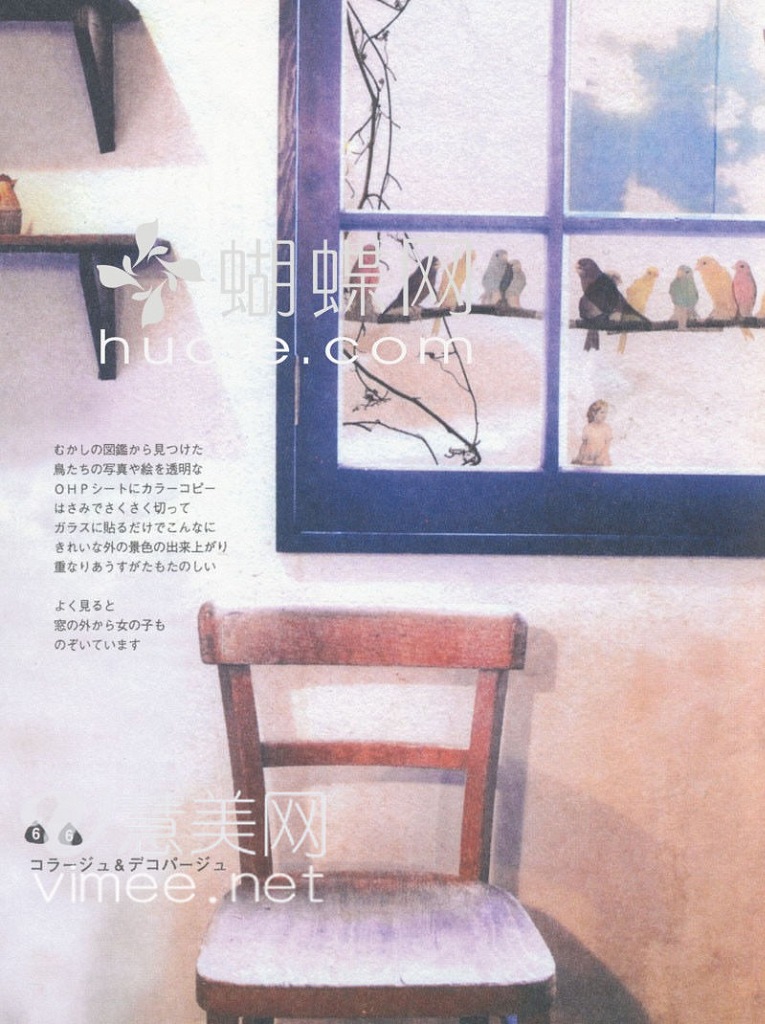 蝴蝶网
hudie.com
むかしの図鑑から見つけた
鳥たちの写真や絵を透明な
OHPシートにカラーコピー
はさみでさくさく切って
ガラスに貼るだけでこんなに
きれいな外の景色の出来上がり
重なりあうすがたもたのしい
よく見ると
窓の外から女の子も
のぞいています
慧美网
6 6
コラージュ&デコパージュ
vimee.net